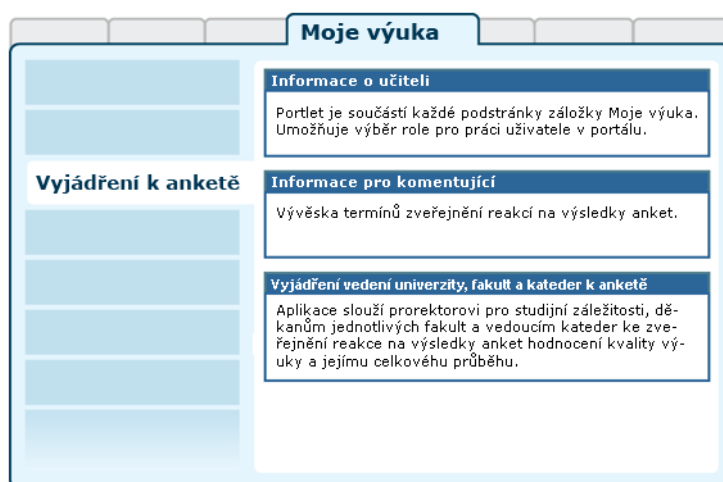 Moje výuka
Vyjádření k anketě
Informace o učiteli
Portlet je součástí každé podstránky záložky Moje výuka.
Umožňuje výběr role pro práci uživatele v portálu.
Informace pro komentující
Vývěska termínů zveřejnění reakcí na výsledky anket.
Vyjádření vedení univerzity, fakult a kateder k anketě
Aplikace slouží prorektorovi pro studijní záležitosti, dě-
kanům jednotlivých fakult a vedoucím kateder ke zve-
řejnění reakce na výsledky anket hodnocení kvality vý-
uky a jejímu celkovému průběhu.